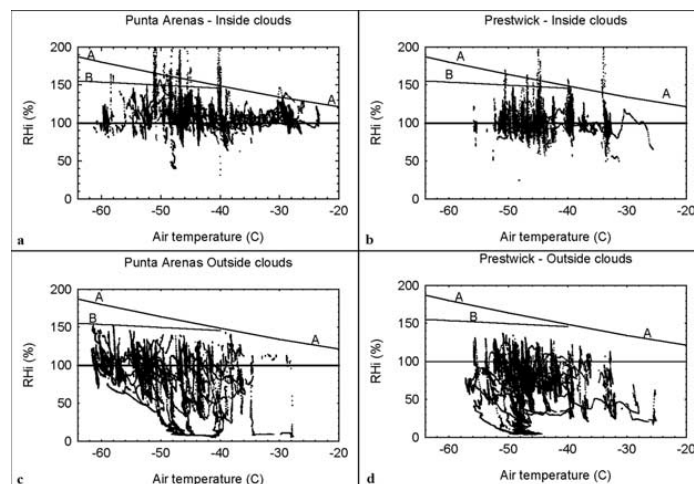 Punta Arenas - Inside clouds
200
150
100
50
0
RHi (%)
A
B
A
-60 -50 -40 -30 -20
Air temperature (C)
a
Prestwick - Inside clouds
200
150
100
50
0
RHi (%)
A
B
A
-60 -50 -40 -30 -20
Air temperature (C)
b
Punta Arenas Outside clouds
200
150
100
50
0
RHi (%)
A
B
A
-60 -50 -40 -30 -20
Air temperature (C)
c
Prestwick - Outside clouds
200
150
100
50
0
RHi (%)
A
B
A
-60 -50 -40 -30 -20
Air temperature (C)
d